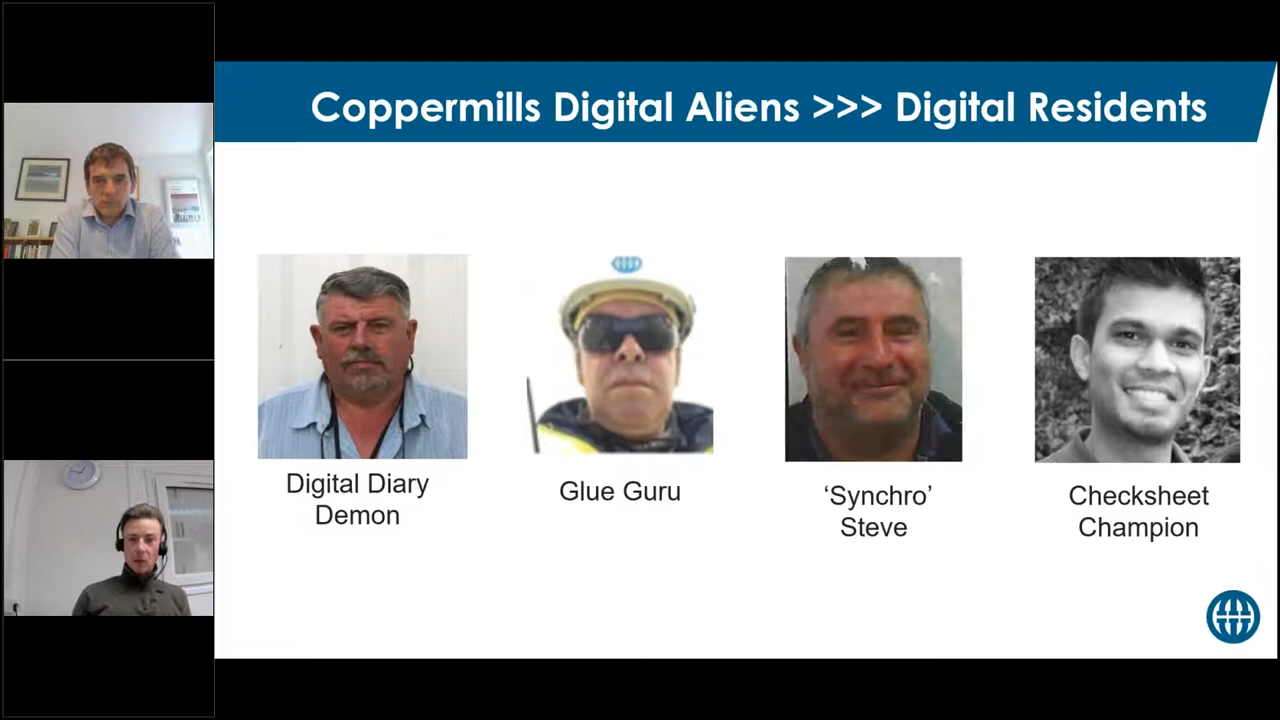 Coppermills Digital Aliens >>> Digital Residents
Digital Diary
Demon
Glue Guru
‘Synchro’
Steve
Checksheet
Champion